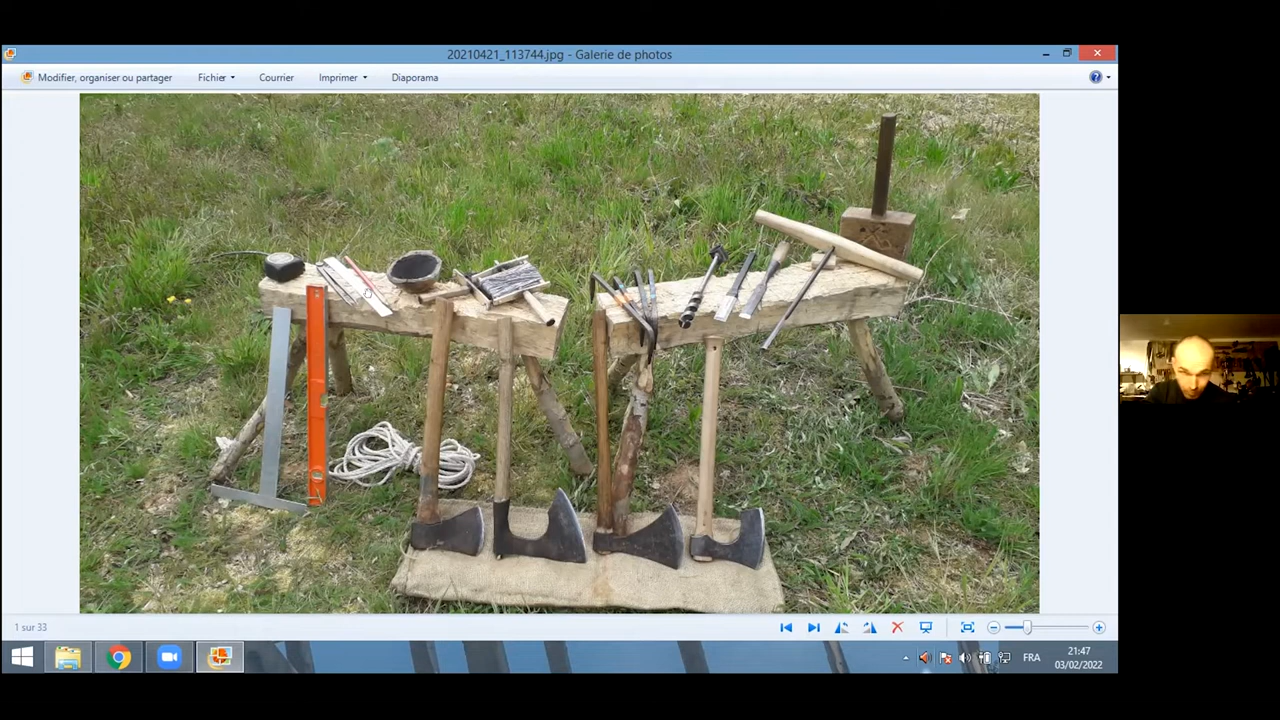 20210421_113744.jpg - Galerie de photos
Modifier, organiser ou partager Fichier Courrier Imprimer Diaporama
1 sur 33
FR
21:47
03/02/2022